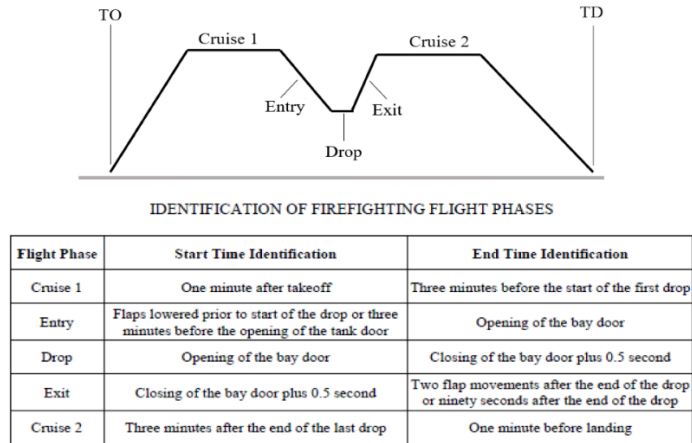 TO
TD
Cruise 1
Cruise 2
Entry
Exit
Drop
IDENTIFICATION OF FIREFIGHTING FLIGHT PHASES
Flight Phase
Start Time Identification
End Time Identification
Cruise 1
One minute after takeoff
Three minutes before the start of the first drop
Entry
Flaps lowered prior to start of the drop or three
minutes before the opening of the tank door
Opening of the bay door
Drop
Opening of the bay door
Closing of the bay door plus 0.5 second
Exit
Closing of the bay door plus 0.5 second
Two flap movements after the end of the drop
or ninety seconds after the end of the drop
Cruise 2
Three minutes after the end of the last drop
One minute before landing